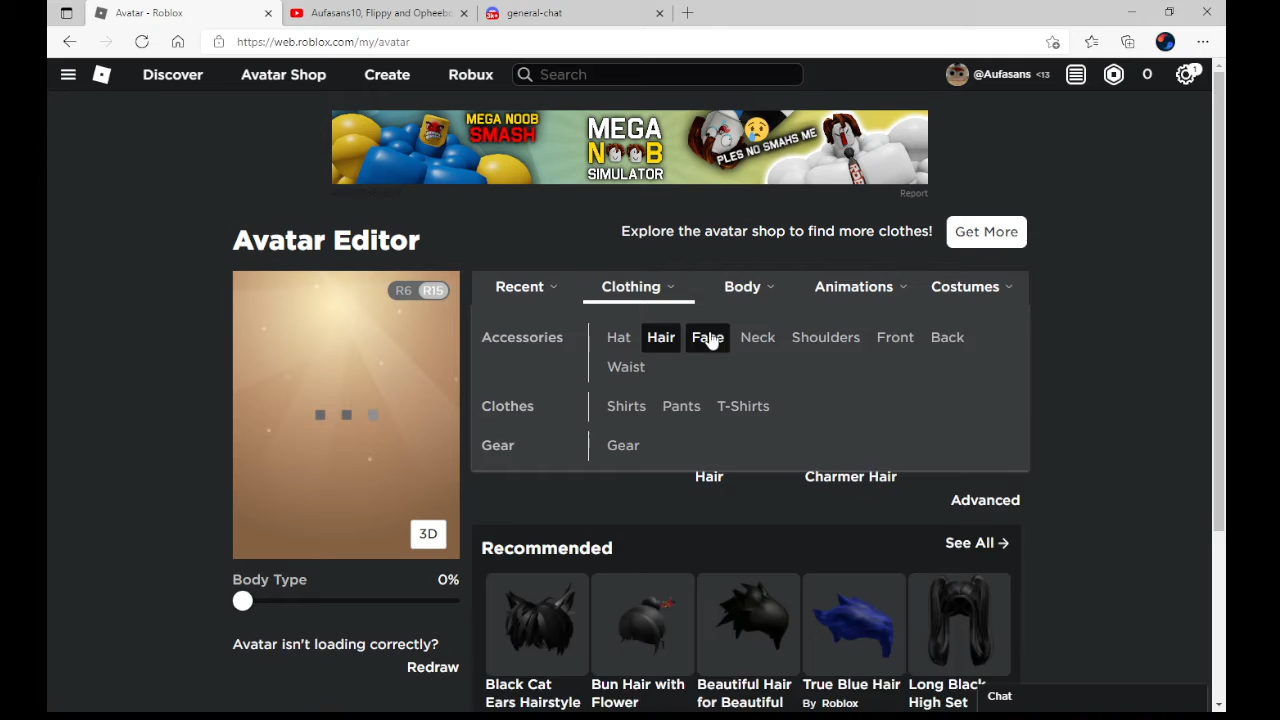 Avatar - Roblox
Aufasans10, Flippy and Opheebo
general-chat
https://web.roblox.com/my/avatar
Discover
Avatar Shop
Create
Robux
Search
@Aufasans <13
0
1
MEGA NOOB
SMASH
MEGA
NOOB
SIMULATOR
PLES NO SMAHS ME
Report
Avatar Editor
Explore the avatar shop to find more clothes!
Get More
R6 R15
3D
Recent
Clothing
Body
Animations
Costumes
Accessories
Hat Hair Face Neck Shoulders Front Back
Waist
Clothes
Shirts Pants T-Shirts
Gear
Gear
Hair
Charmer Hair
Advanced
Body Type 0%
Avatar isn't loading correctly?
Redraw
Recommended
See All
Black Cat
Ears Hairstyle
Bun Hair with
Flower
Beautiful Hair
for Beautiful
True Blue Hair
By Roblox
Long Black
High Set
Chat